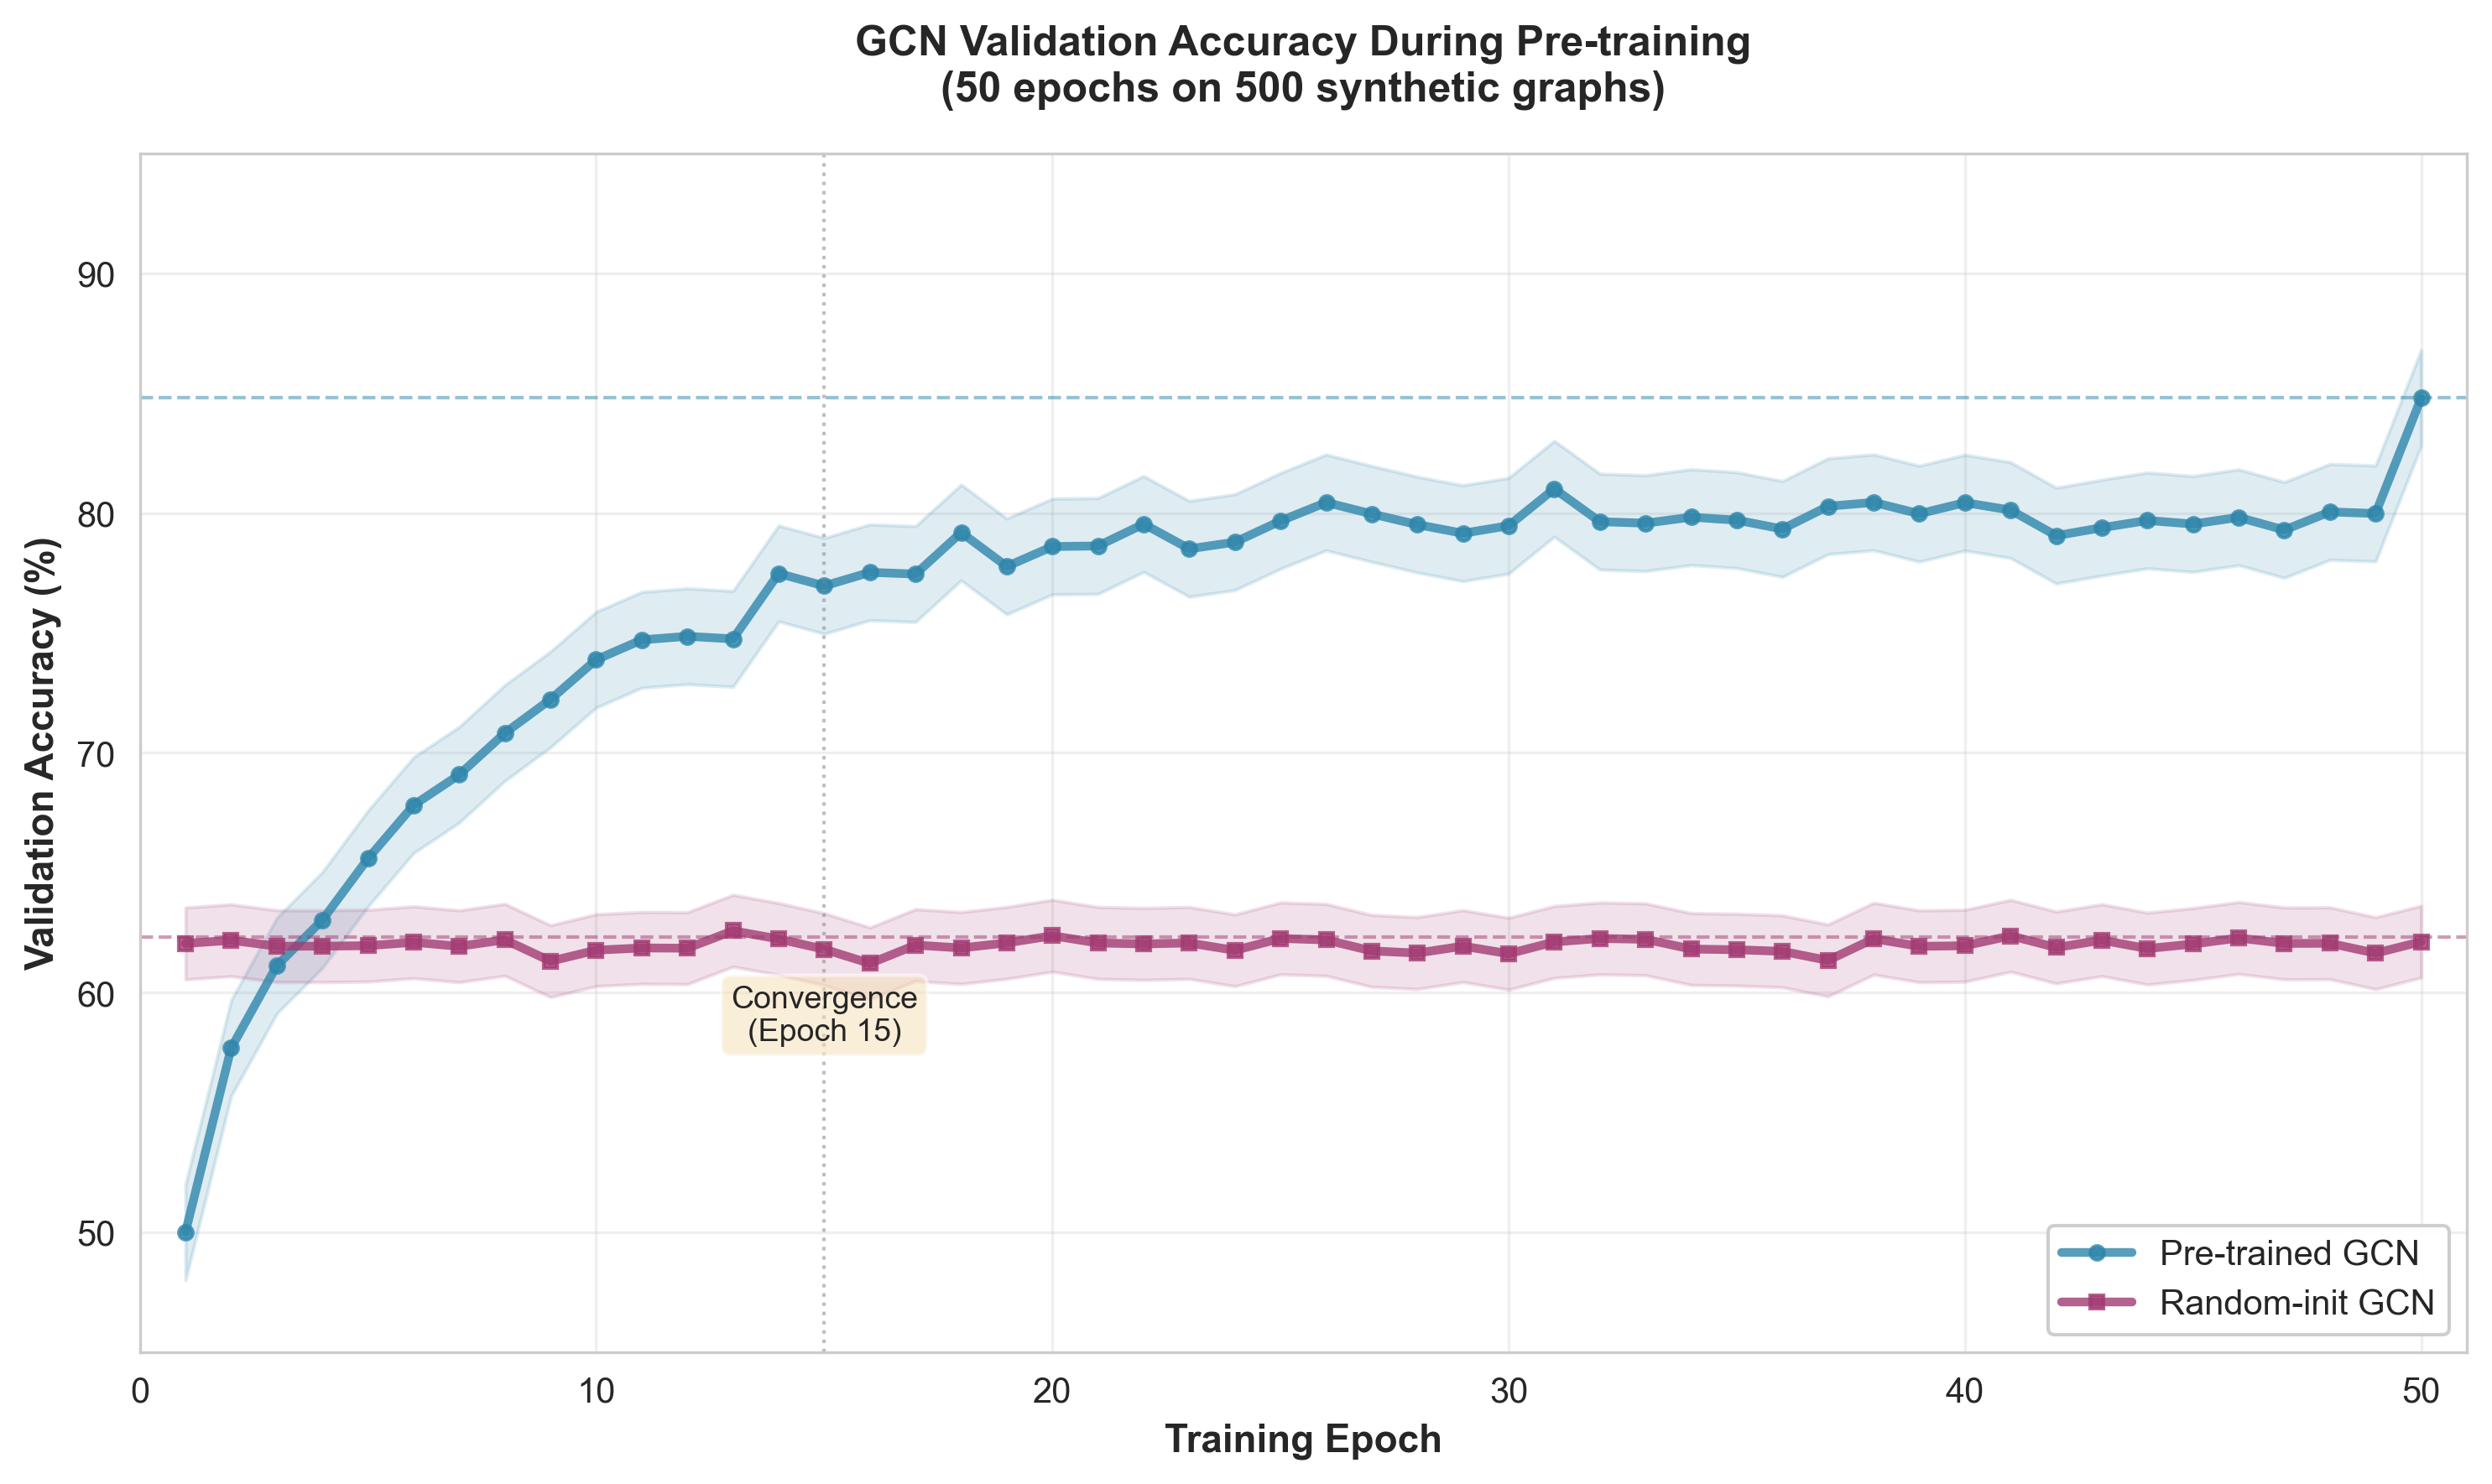 GCN Validation Accuracy During Pre-training
(50 epochs on 500 synthetic graphs)
Validation Accuracy (%)
90
80
70
60
50
Convergence
(Epoch 15)
Pre-trained GCN
Random-init GCN
0
10
20
30
40
50
Training Epoch